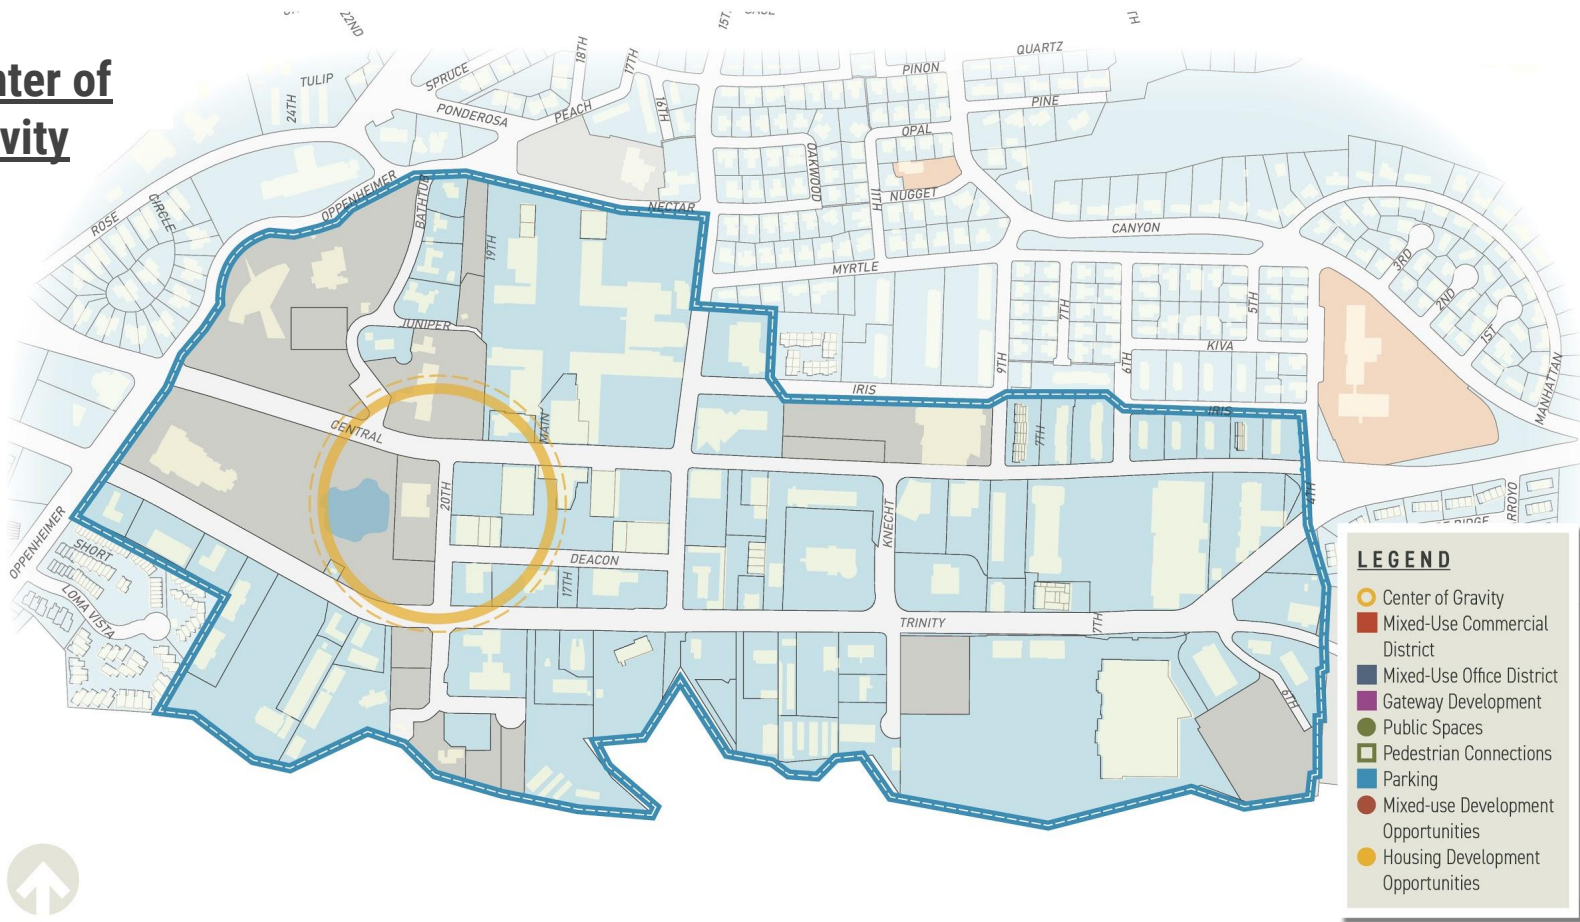 nter of
vity
22ND
TULIP
24TH
SPRUCE
PONDEROSA
PEACH
18TH
17TH
16TH
QUARTZ
PINON
PINE
OPAL
OAKWOOD
11TH
NUGGET
ROSE
CIRCLE
OPPENHEIMER
BATHTUB
19TH
NECTAR
MYRTLE
CANYON
3RD
2ND
1ST
MANHATTAN
JUNIPER
7TH
5TH
9TH
6TH
KIVA
IRIS
IRIS
7TH
CENTRAL
MAIN
20TH
KNECHT
4TH
DEACON
17TH
OPPENHEIMER
SHORT
LOMA VISTA
TRINITY
7TH
6TH
LEGEND
Center of Gravity
Mixed-Use Commercial
District
Mixed-Use Office District
Gateway Development
Public Spaces
Pedestrian Connections
Parking
Mixed-use Development
Opportunities
Housing Development
Opportunities